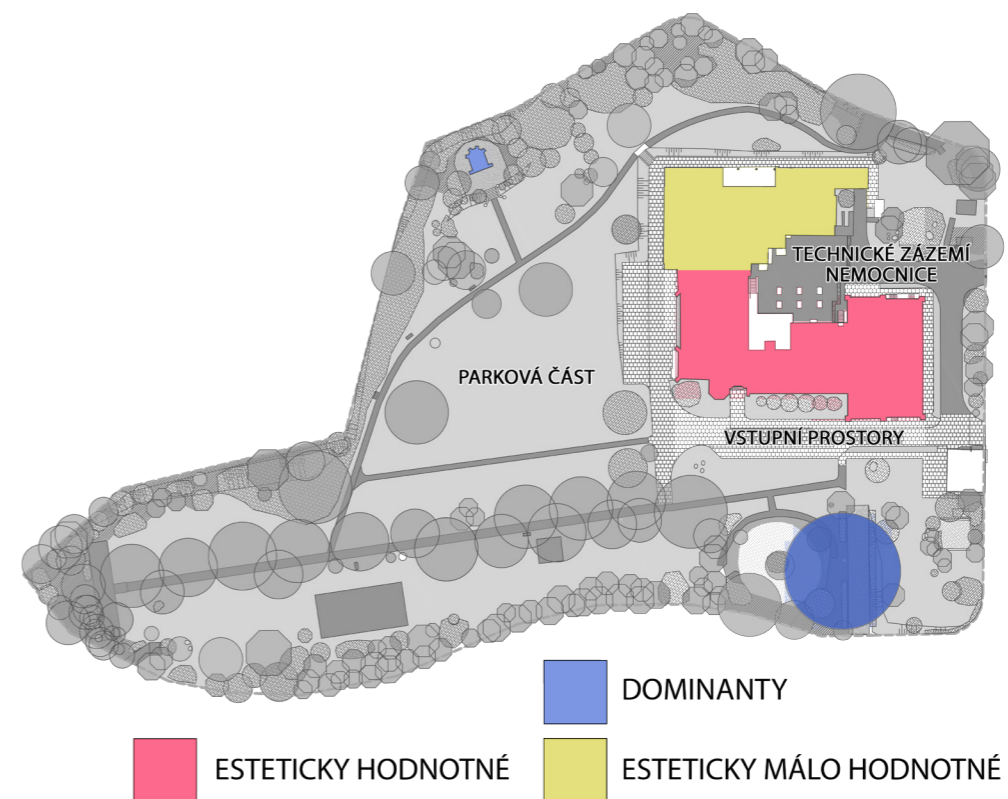 TECHNICKÉ ZÁZEMÍ
NEMOCNICE
PARKOVÁ ČÁST
VSTUPNÍ PROSTORY
DOMINANTY
ESTETICKY HODNOTNÉ
ESTETICKY MÁLO HODNOTNÉ